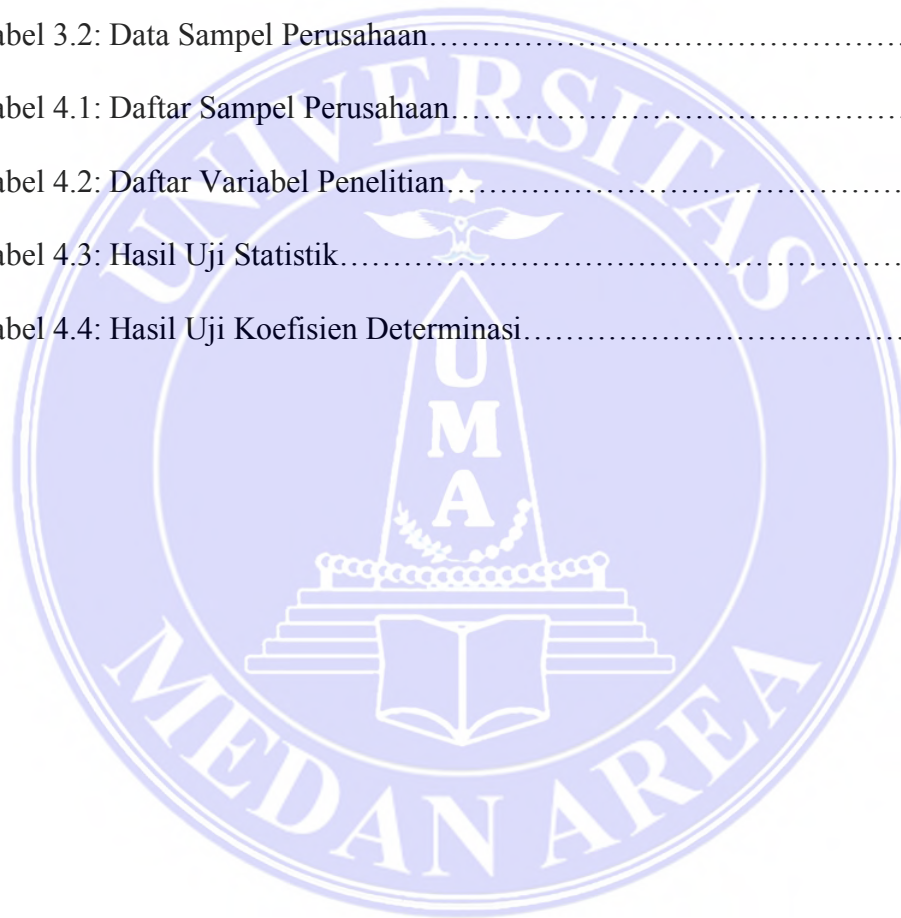 abel 3.2: Data Sampel Perusahaan……………………………………………….
abel 4.1: Daftar Sampel Perusahaan…………………………………………….
abel 4.2: Daftar Variabel Penelitian…………………………………………….
abel 4.3: Hasil Uji Statistik……………………………………………………….
abel 4.4: Hasil Uji Koefisien Determinasi…………………………………….
UNIVERSITAS
UMA
MEDAN AREA